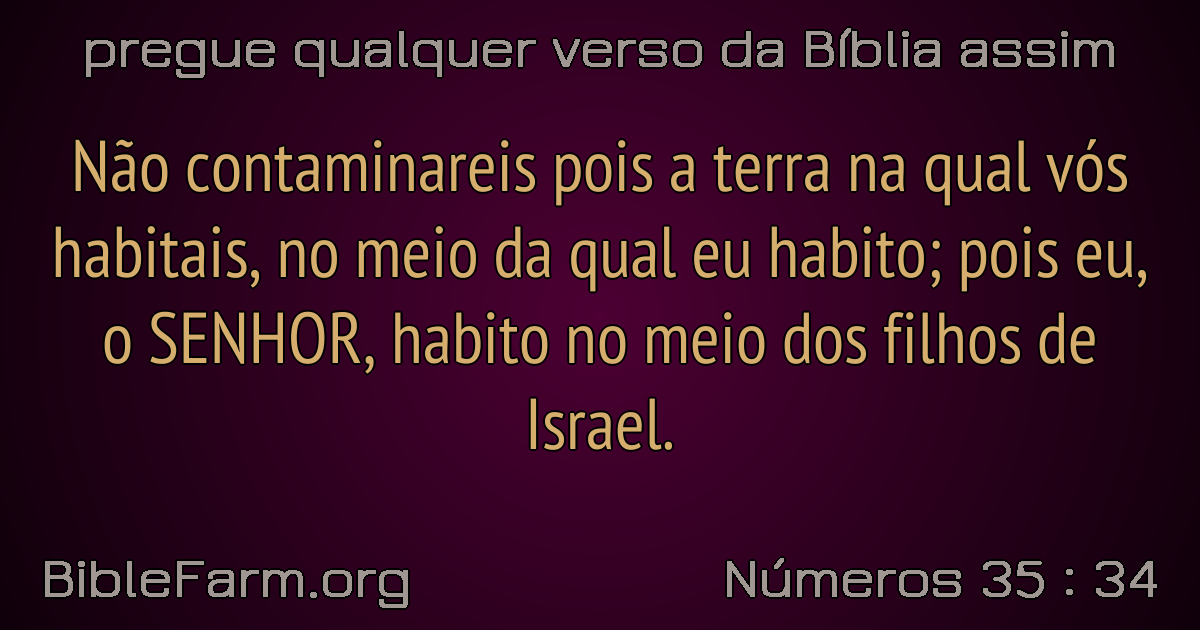 pregue qualquer verso da Bíblia assim
Não contaminareis pois a terra na qual vós
habitais, no meio da qual eu habito; pois eu,
o SENHOR, habito no meio dos filhos de
Israel.
BibleFarm.org
Números 35 : 34